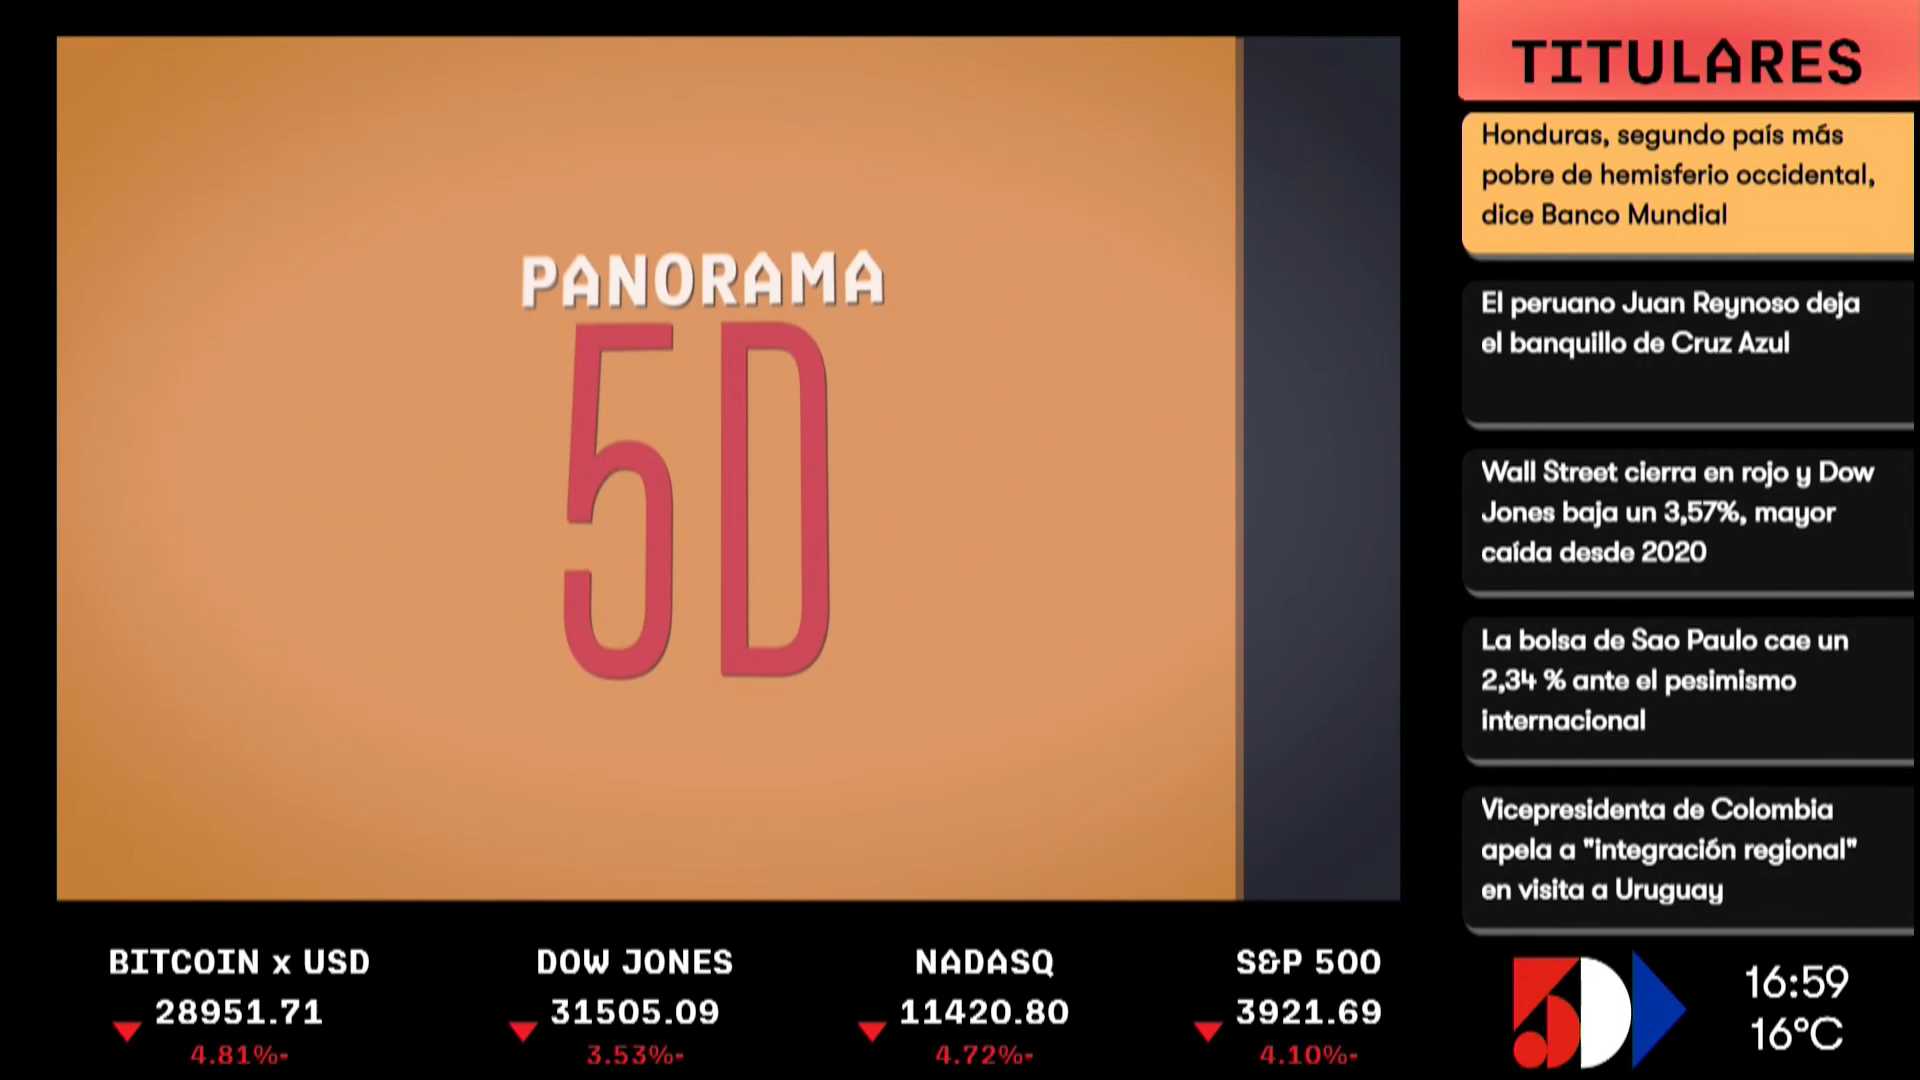 PANORAMA
5D
TITULARES
Honduras, segundo país más
pobre de hemisferio occidental,
dice Banco Mundial
El peruano Juan Reynoso deja
el banquillo de Cruz Azul
Wall Street cierra en rojo y Dow
Jones baja un 3,57%, mayor
caída desde 2020
La bolsa de Sao Paulo cae un
2,34 % ante el pesimismo
internacional
Vicepresidenta de Colombia
apela a "integración regional"
en visita a Uruguay
BITCOIN x USD
28951.71
4.81%-
DOW JONES
31505.09
3.53%-
NADASQ
11420.80
4.72%-
S&P 500
3921.69
4.10%-
5D
16:59
16°C